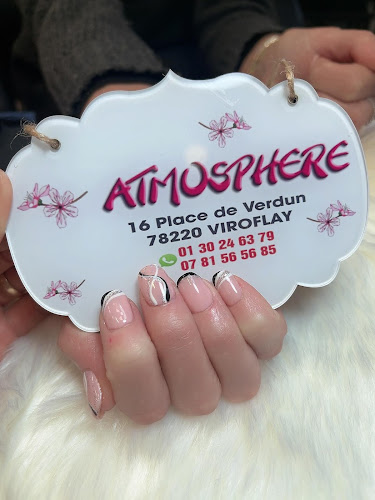 ATMOSPHERE
16 Place de Verdun
78220 VIROFLAY
01 30 24 63 79
07 81 56 56 85